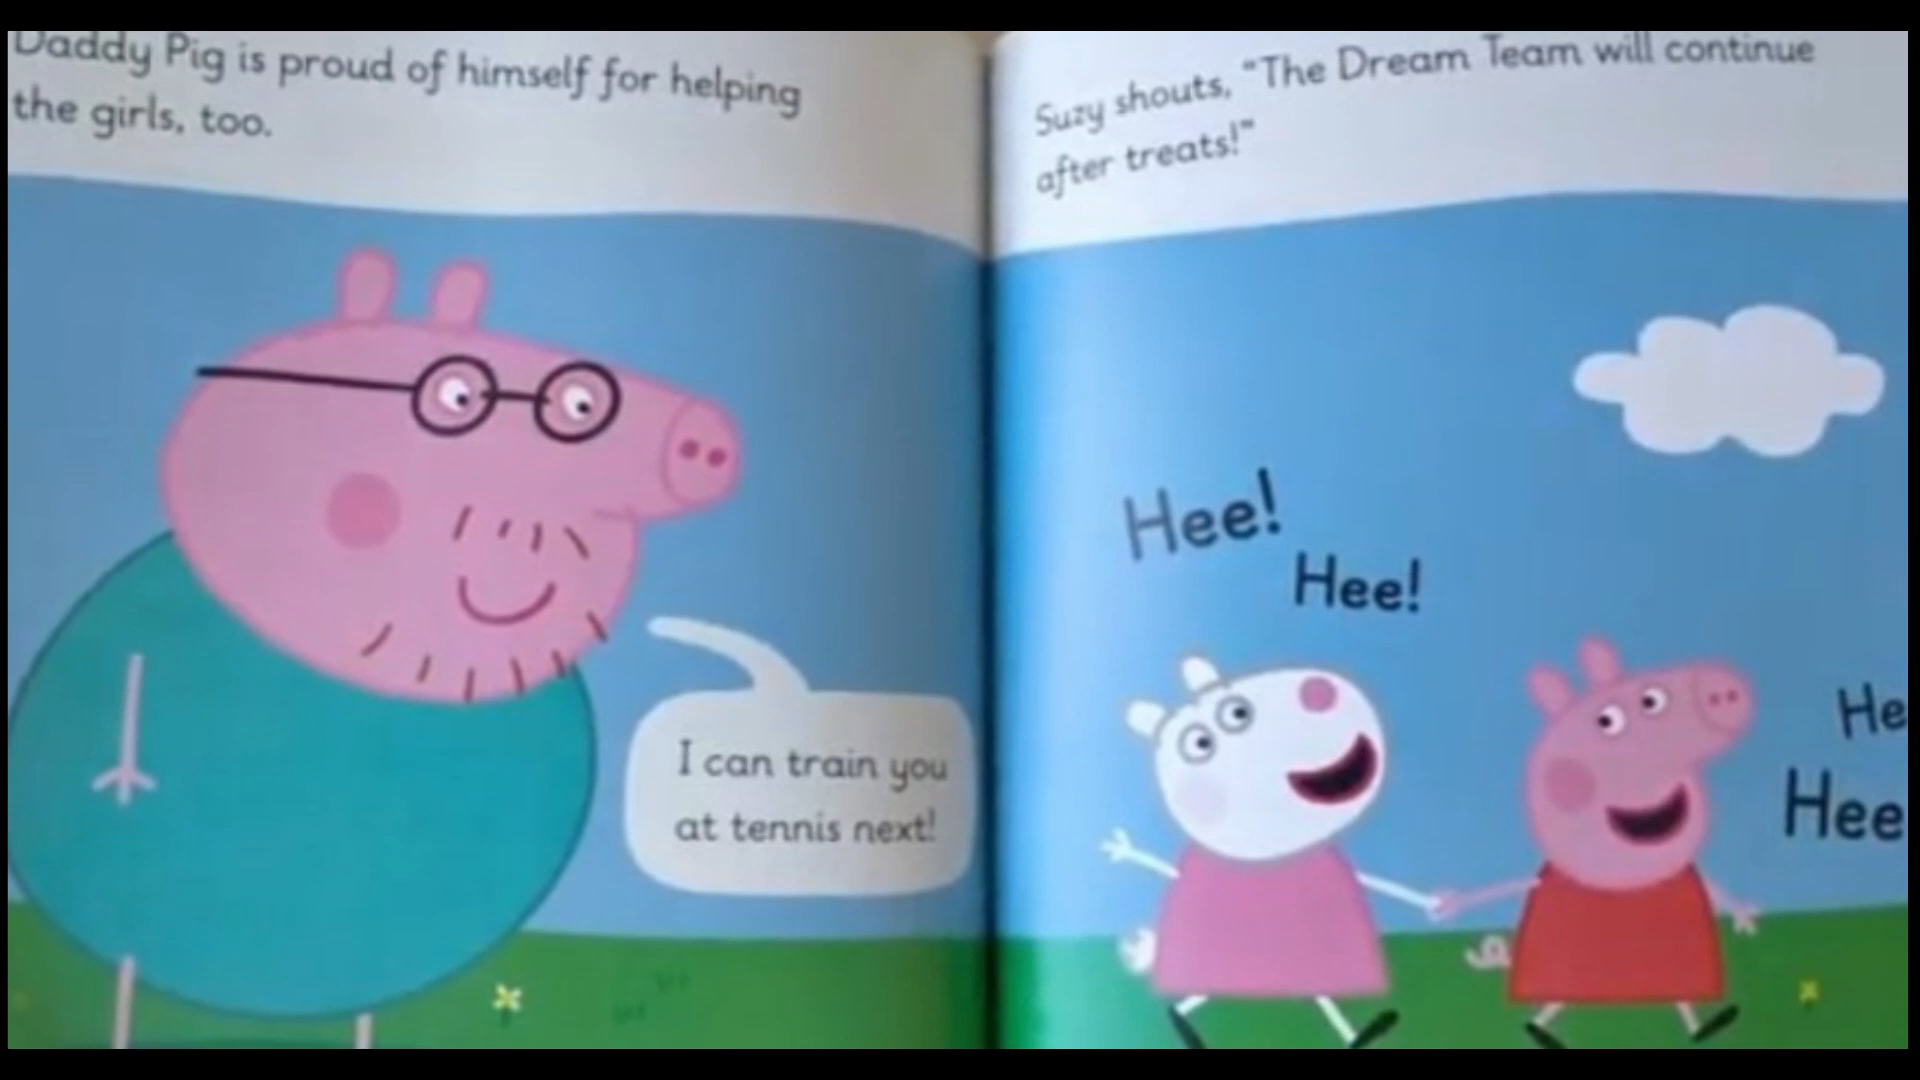 Daddy Pig is proud of himself for helping
the girls, too.
I can train you
at tennis next!
Suzy shouts, "The Dream Team will continue
after treats!"
Hee!
Hee!
He
Hee